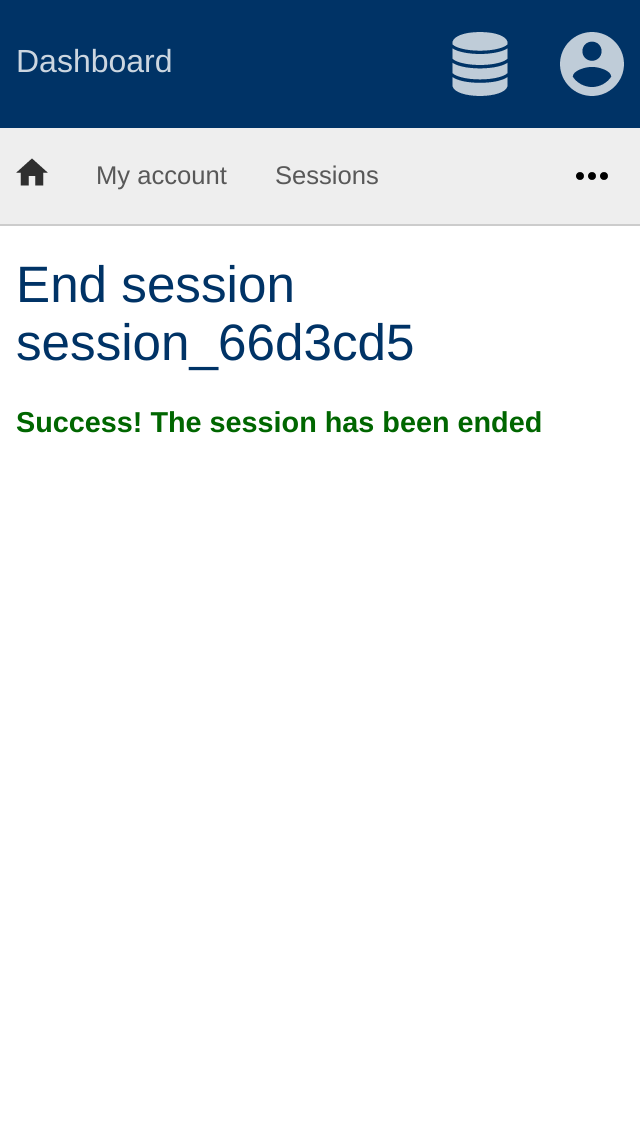 Dashboard
My account Sessions
End session
session_66d3cd5
Success! The session has been ended